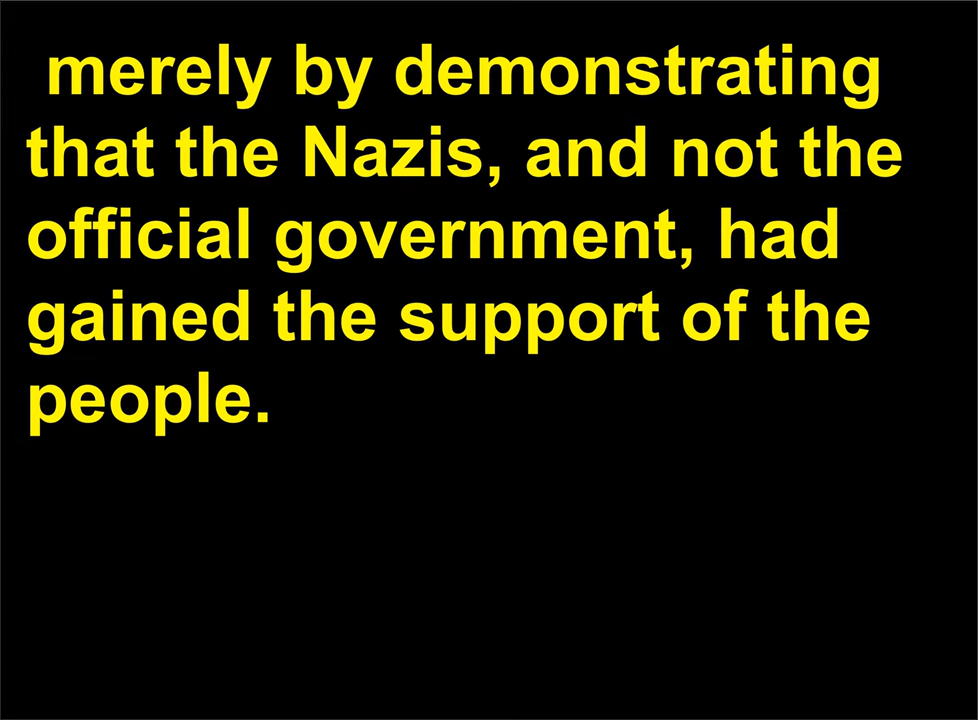 merely by demonstrating
that the Nazis, and not the
official government, had
gained the support of the
people.